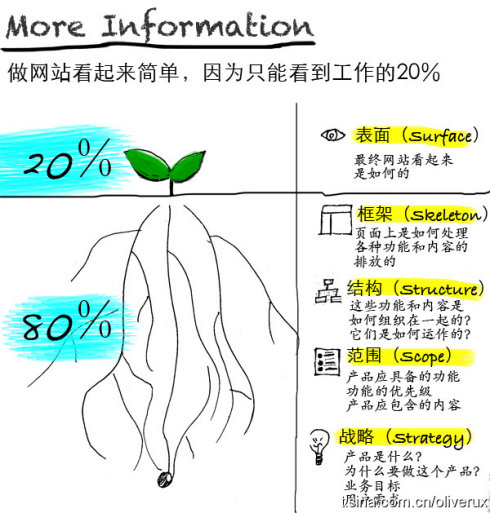 More Information
做网站看起来简单，因为只能看到工作的20%
20%
表面（Surface）
最终网站看起来
是如何的
框架（Skeleton）
页面上是如何处理
各种功能和内容的
排放的
结构（Structure）
这些功能和内容是
如何组织在一起的？
它们是如何运作的？
80%
范围（Scope）
产品应具备的功能
功能的优先级
产品应包含的内容
战略（Strategy）
产品是什么？
为什么要做这个产品？
业务目标
用户需求
t.sina.com.cn/oliverux